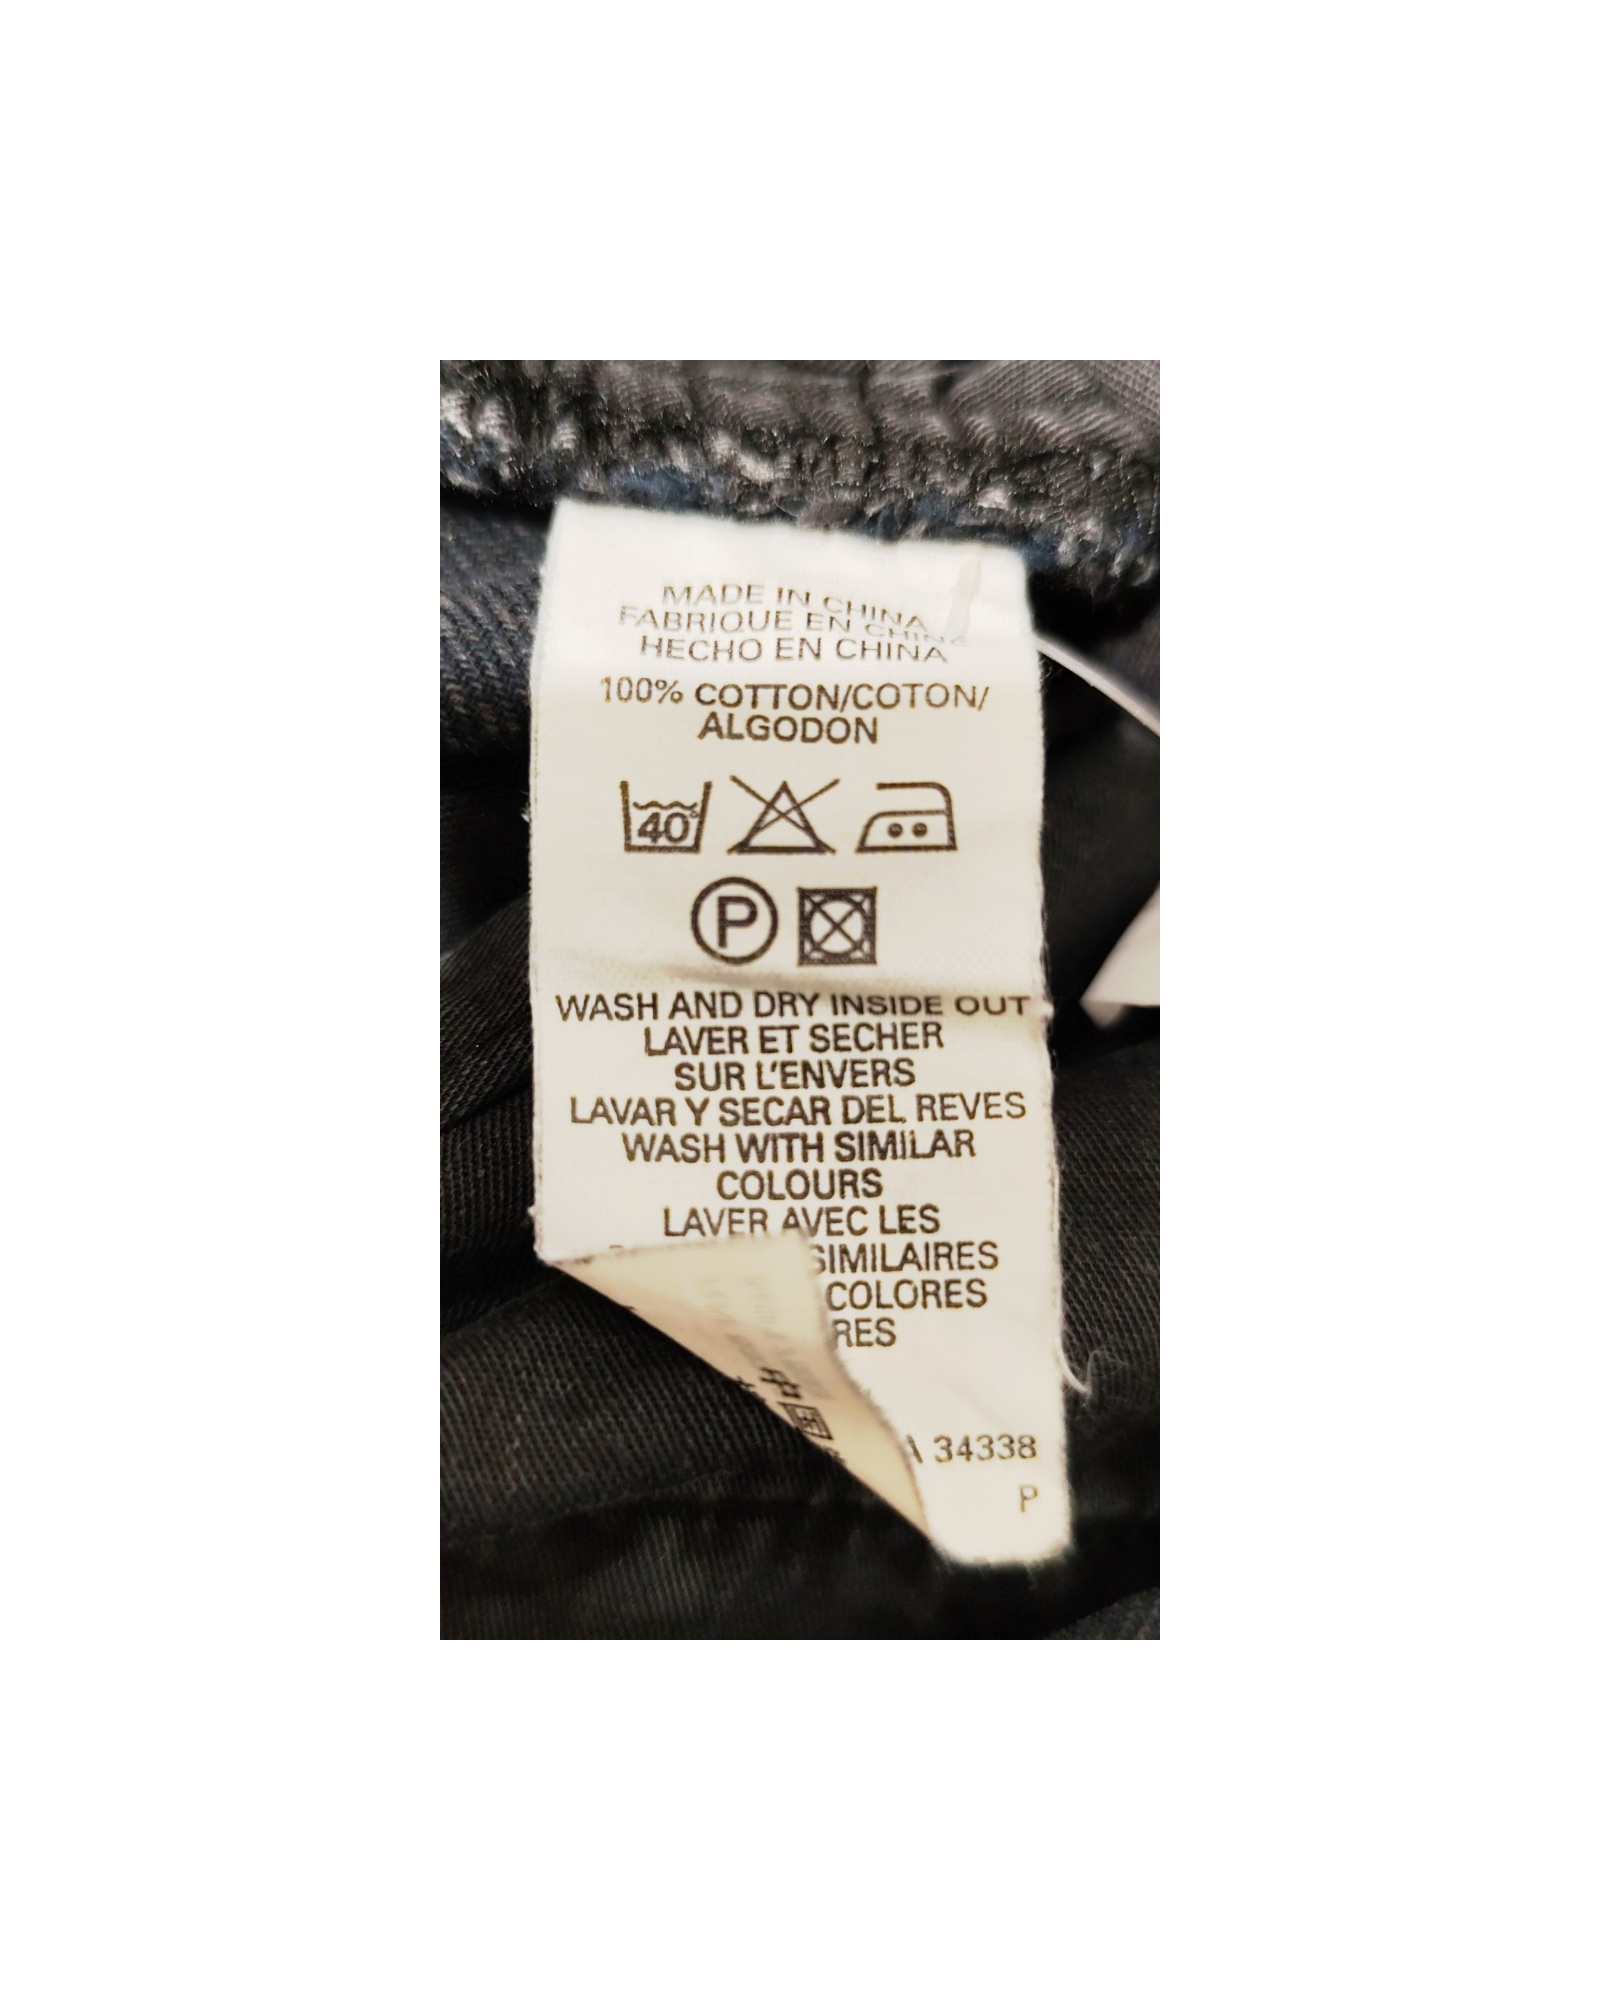 MADE IN CHINA
FABRIQUE EN CHINE
HECHO EN CHINA
100% COTTON/COTON/
ALGODON
40°
P
WASH AND DRY INSIDE OUT
LAVER ET SECHER
SUR L'ENVERS
LAVAR Y SECAR DEL REVES
WASH WITH SIMILAR
COLOURS
LAVER AVEC LES
SIMILAIRES
COLORES
RES
A 34338
P